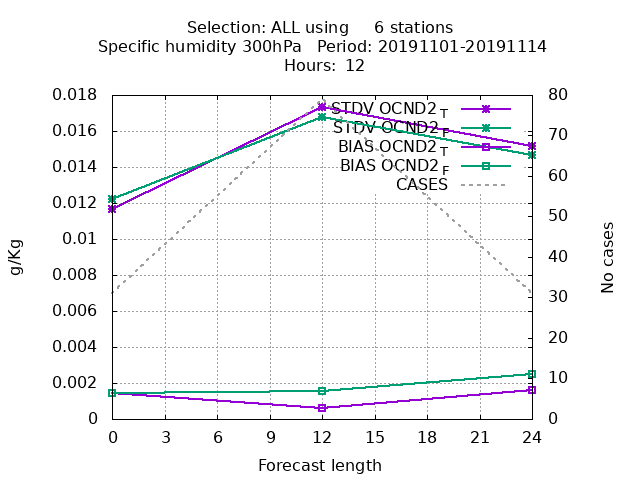 Selection: ALL using 6 stations
Specific humidity 300hPa Period: 20191101-20191114
Hours: 12
0.018
0.016
0.014
0.012
0.01
0.008
0.006
0.004
0.002
0
g/Kg
STDV OCND2 T
STDV OCND2 F
BIAS OCND2 T
BIAS OCND2 F
CASES
80
70
60
50
40
30
20
10
0
No cases
0 3 6 9 12 15 18 21 24
Forecast length